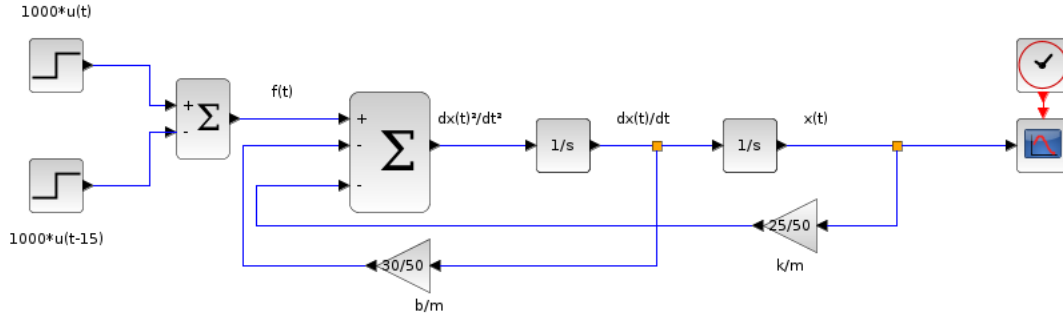 1000*u(t)
+
-
Σ
f(t)
+
-
-
Σ
dx(t)²/dt²
1/s
dx(t)/dt
1/s
x(t)
1000*u(t-15)
25/50
k/m
30/50
b/m